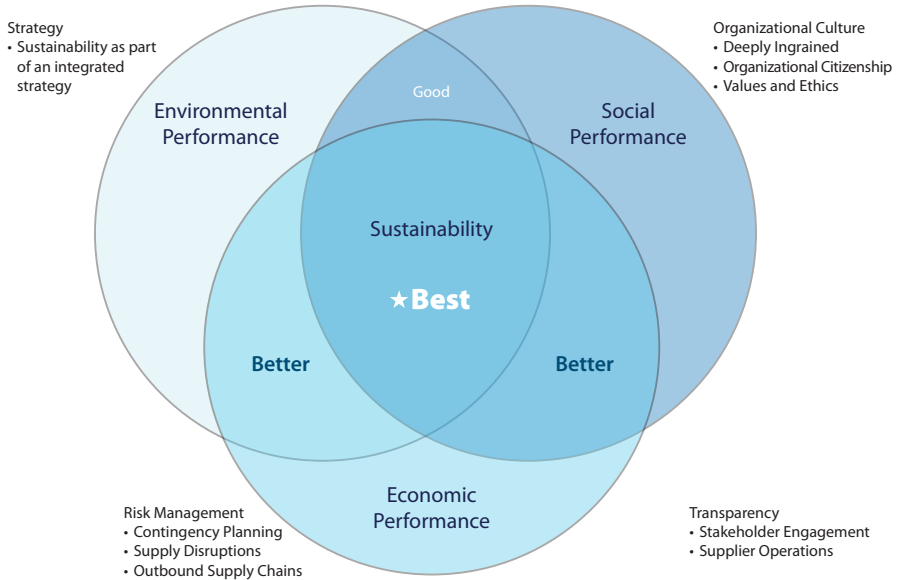 Strategy
• Sustainability as part
of an integrated
strategy
Organizational Culture
• Deeply Ingrained
• Organizational Citizenship
• Values and Ethics
Good
Environmental
Performance
Social
Performance
Sustainability
★Best
Better
Better
Economic
Performance
Risk Management
• Contingency Planning
• Supply Disruptions
• Outbound Supply Chains
Transparency
• Stakeholder Engagement
• Supplier Operations